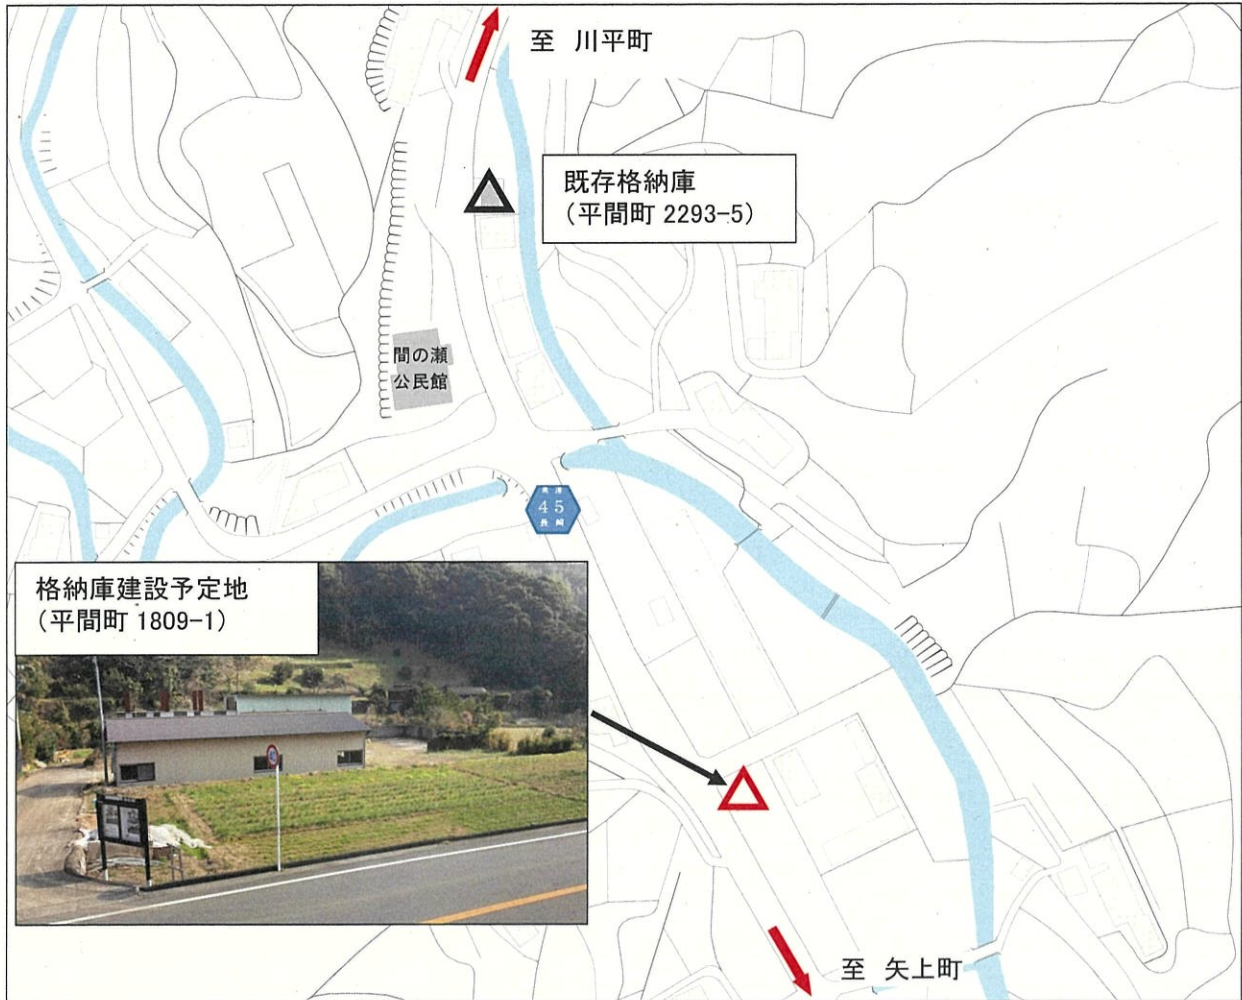 至 川平町
既存格納庫
（平間町 2293-5）
間の瀬
公民館
45
長崎
格納庫建設予定地
（平間町 1809-1）
至 矢上町